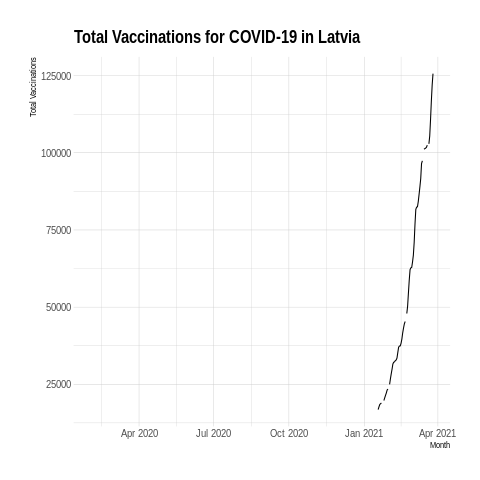 Total Vaccinations for COVID-19 in Latvia
Total Vaccinations
125000
100000
75000
50000
25000
Apr 2020 Jul 2020 Oct 2020 Jan 2021 Apr 2021
Month